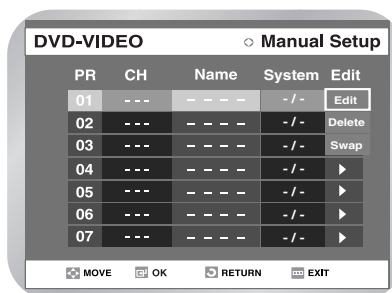 DVD-VIDEO Manual Setup
PR CH Name System Edit
01 --- ---- -/- Edit
02 --- ---- -/- Delete
03 --- ---- -/- Swap
04 --- ---- -/- ►
05 --- ---- -/- ►
06 --- ---- -/- ►
07 --- ---- -/- ►
MOVE OK RETURN EXIT